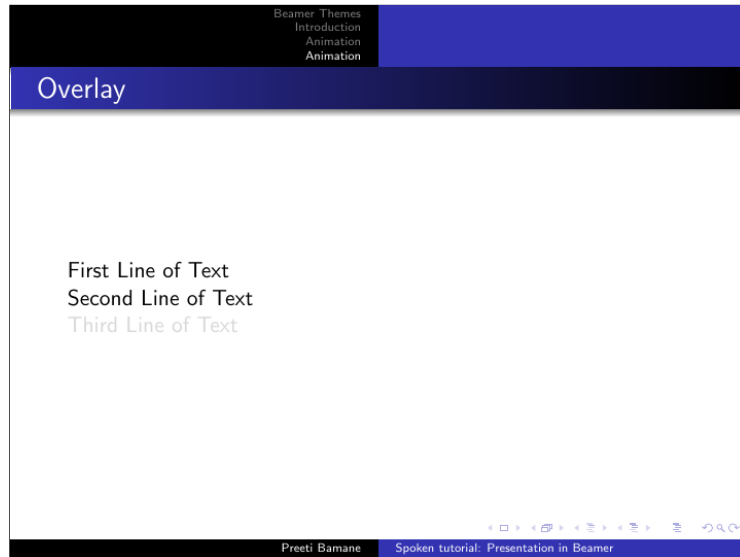 Beamer Themes
Introduction
Animation
Animation
Overlay
First Line of Text
Second Line of Text
Third Line of Text
Preeti Bamane
Spoken tutorial: Presentation in Beamer